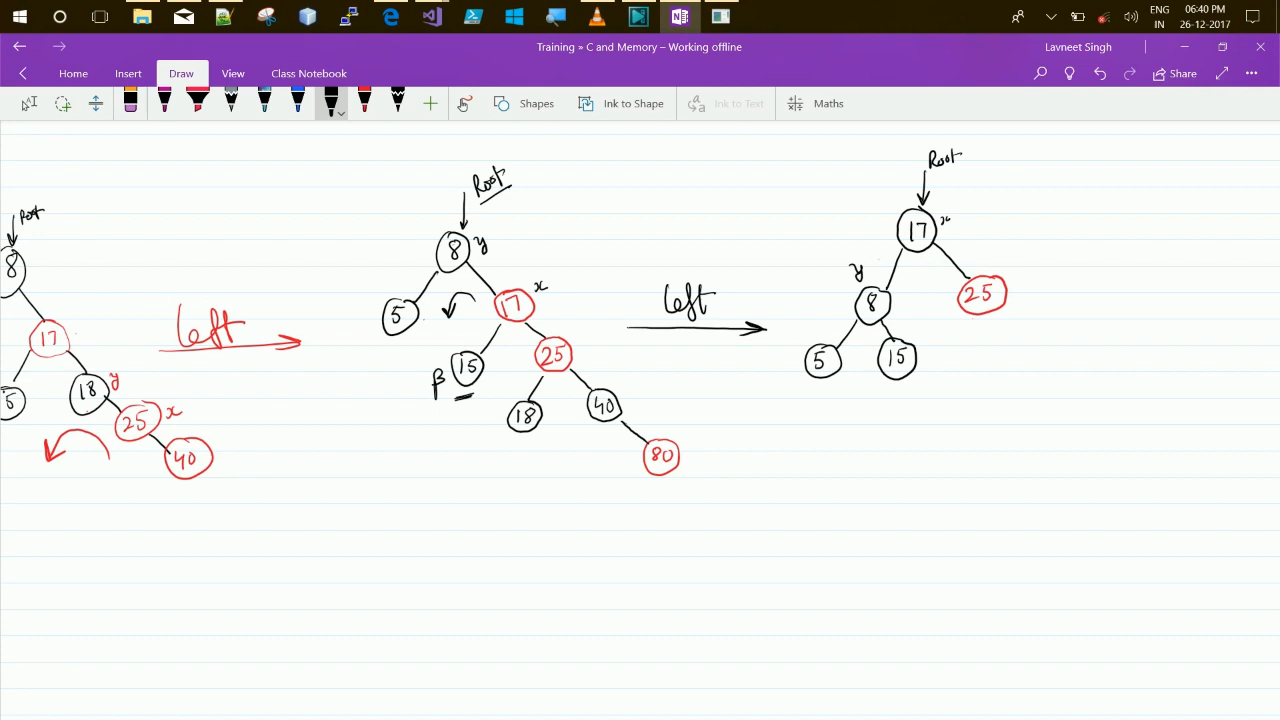 ENG
IN
06:40 PM
26-12-2017
Training » C and Memory – Working offline
Lavneet Singh
Home
Insert
Draw
View
Class Notebook
Share
Shapes
Ink to Shape
Ink to Text
Maths
Root
8
17
5
18
y
25
x
40
left
Root
8
y
5
17
x
β
15
25
18
40
80
left
Root
17
x
y
8
25
5
15